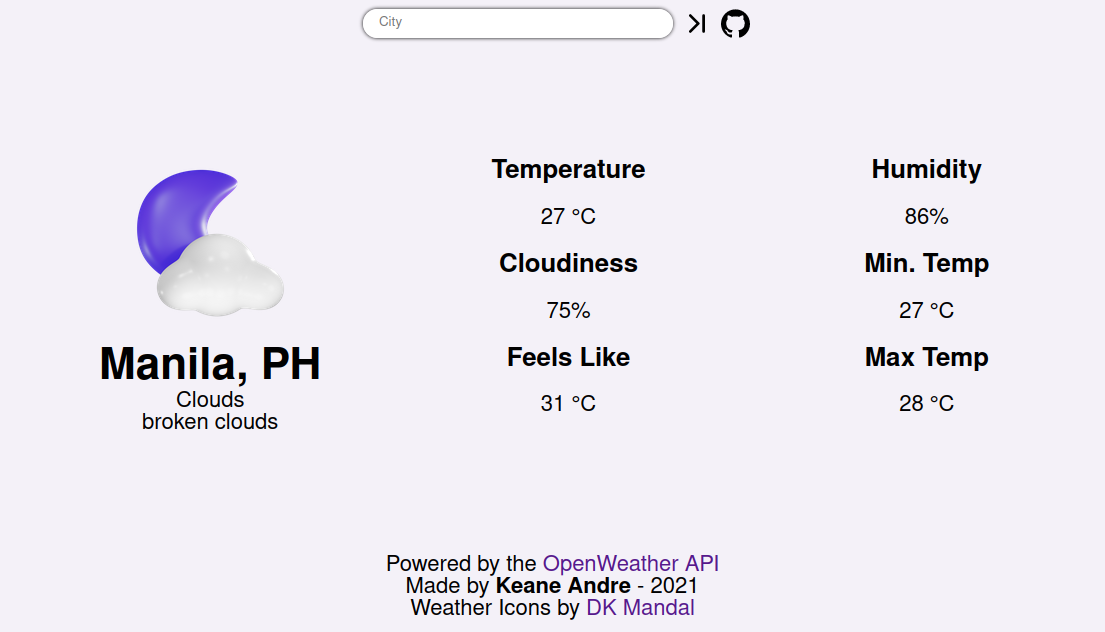 City
Manila, PH
Clouds
broken clouds
Temperature
27 °C
Cloudiness
75%
Feels Like
31 °C
Humidity
86%
Min. Temp
27 °C
Max Temp
28 °C
Powered by the OpenWeather API
Made by Keane Andre - 2021
Weather Icons by DK Mandal